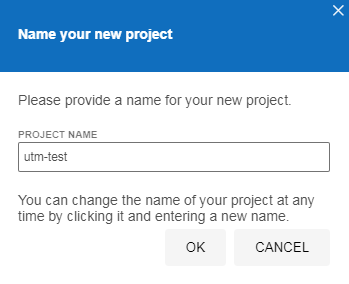 Name your new project
Please provide a name for your new project.
PROJECT NAME
utm-test
You can change the name of your project at any
time by clicking it and entering a new name.
OK CANCEL